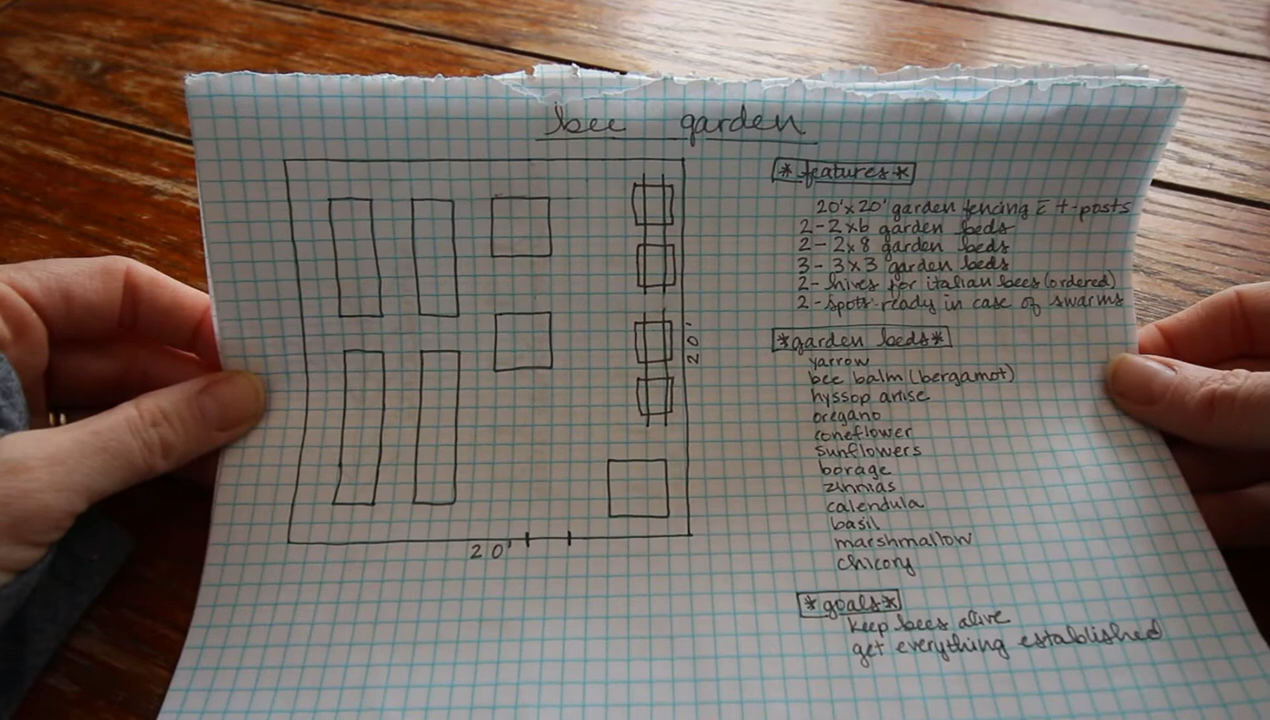 bee garden
*features*
20'x20' garden fencing c̄ t-posts
2-2x6 garden beds
2-2x8 garden beds
3-3x3 garden beds
2-hives for italian bees (ordered)
2-spots ready in case of swarms
20'
*garden beds*
yarrow
bee balm (bergamot)
hyssop anise
oregano
coneflower
sunflowers
borage
zinnias
calendula
basil
marshmallow
chicory
20'
*goals*
keep bees alive
get everything established